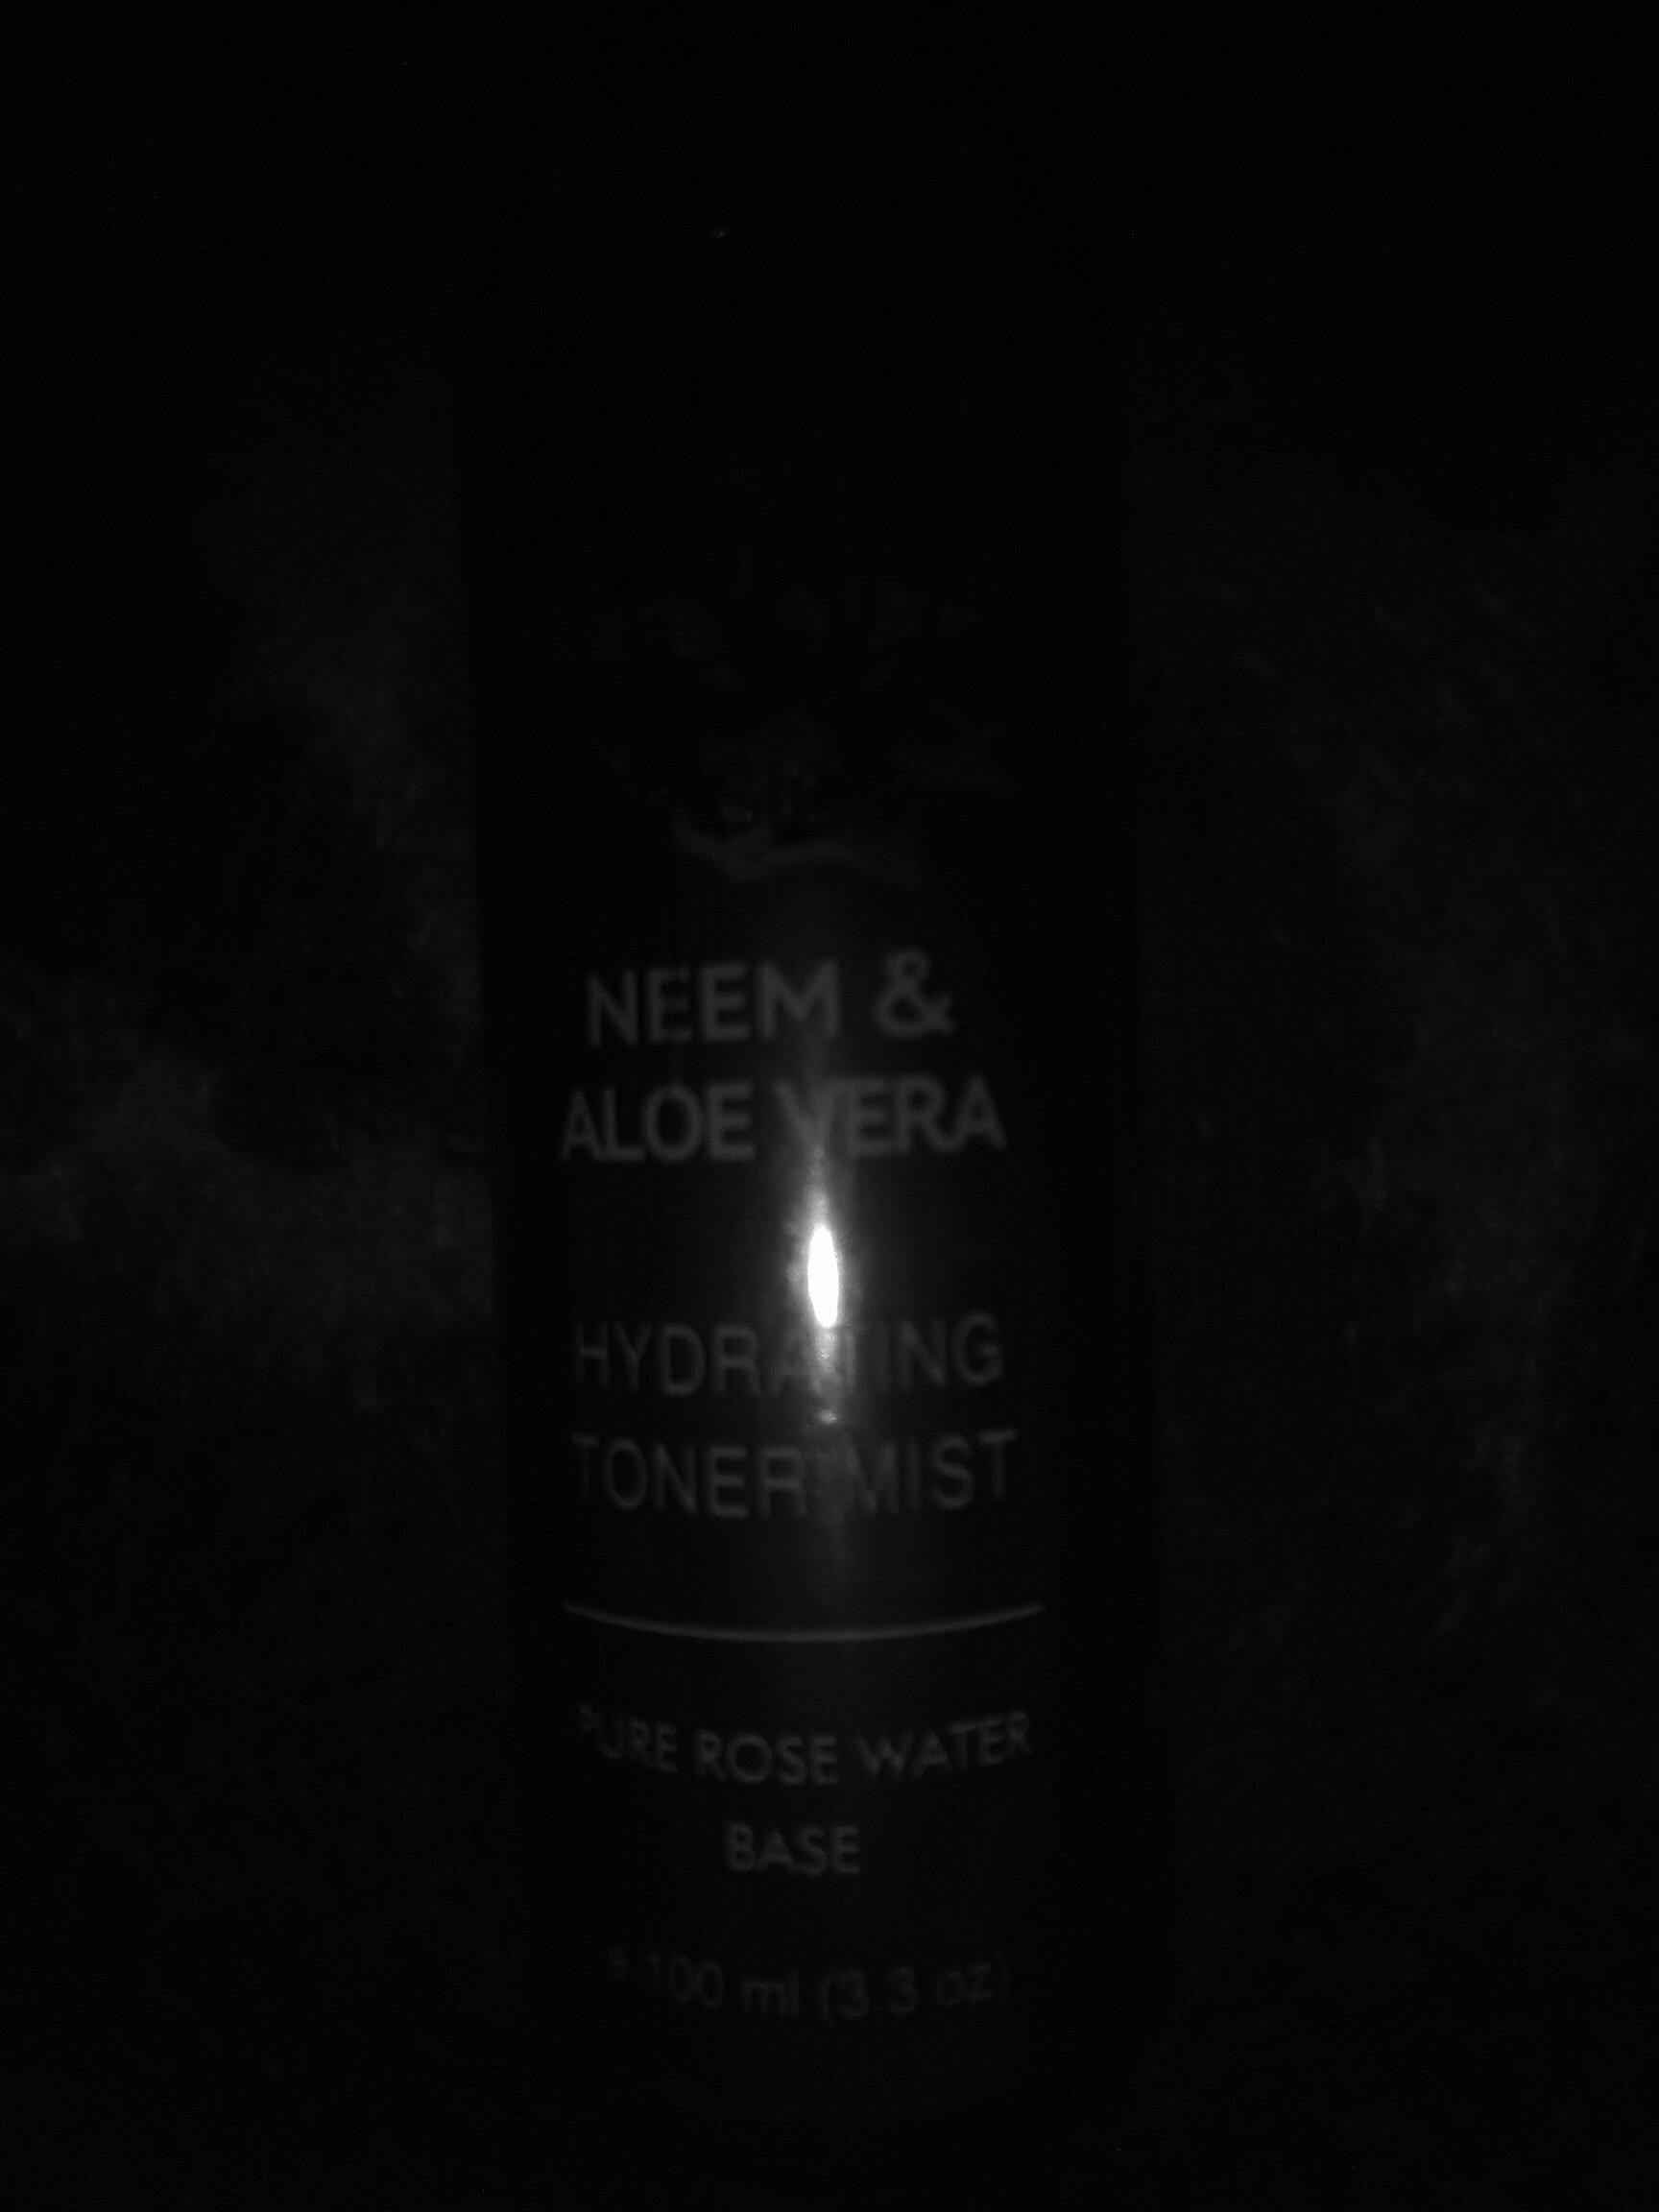 NEEM &
ALOE VERA
HYDRATING
TONER MIST
PURE ROSE WATER
BASE
100 ml (3.3 oz)